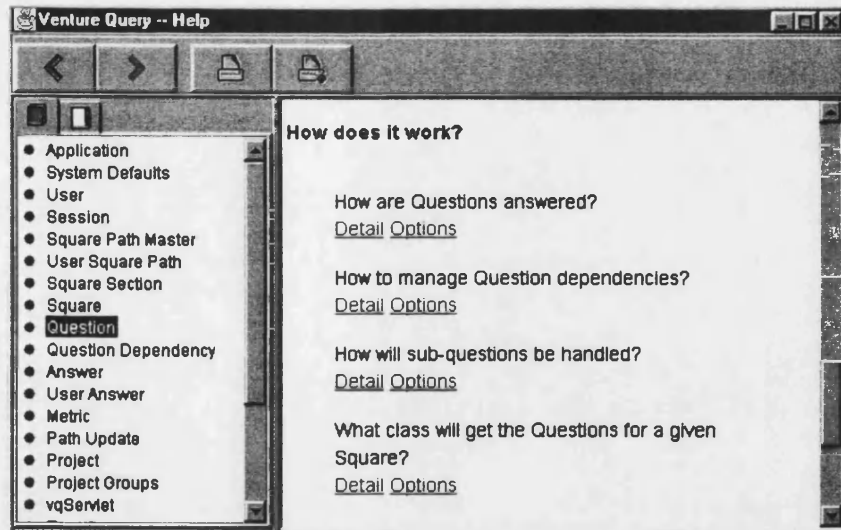 Venture Query -- Help
Application
System Defaults
User
Session
Square Path Master
User Square Path
Square Section
Square
Question
Question Dependency
Answer
User Answer
Metric
Path Update
Project
Project Groups
vqServlet
How does it work?
How are Questions answered?
Detail Options
How to manage Question dependencies?
Detail Options
How will sub-questions be handled?
Detail Options
What class will get the Questions for a given
Square?
Detail Options